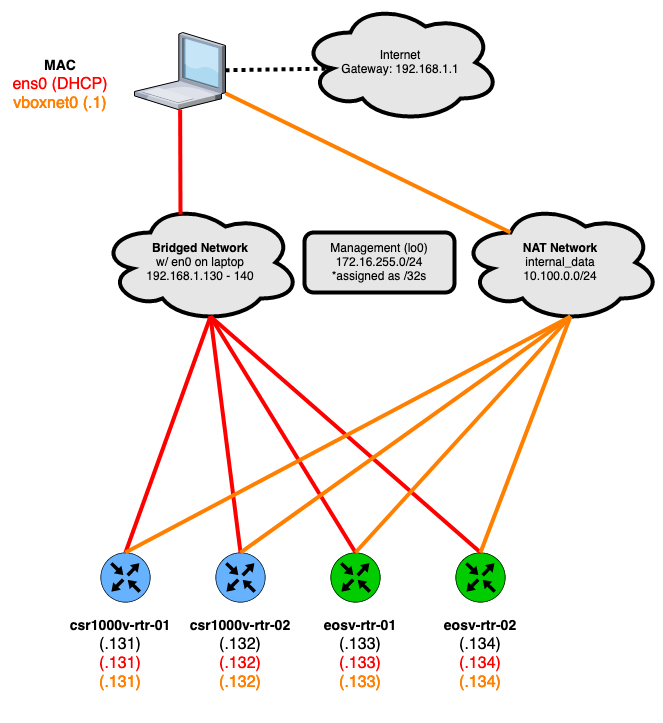 Internet
Gateway: 192.168.1.1
MAC
ens0 (DHCP)
vboxnet0 (.1)
Bridged Network
w/ en0 on laptop
192.168.1.130 - 140
Management (lo0)
172.16.255.0/24
*assigned as /32s
NAT Network
internal_data
10.100.0.0/24
csr1000v-rtr-01
(.131)
(.131)
(.131)
csr1000v-rtr-02
(.132)
(.132)
(.132)
eosv-rtr-01
(.133)
(.133)
(.133)
eosv-rtr-02
(.134)
(.134)
(.134)